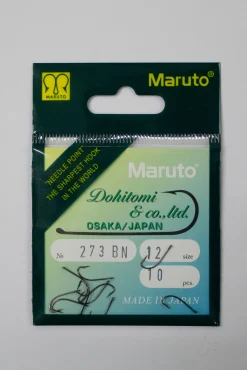 MARUTO
Maruto®
"NEEDLE POINT"
THE SHARPEST HOOK
IN THE WORLD
Maruto®
Dohitomi
& co., ltd.
OSAKA/JAPAN
№ 273 BN
12 size
10 pcs.
MADE IN JAPAN